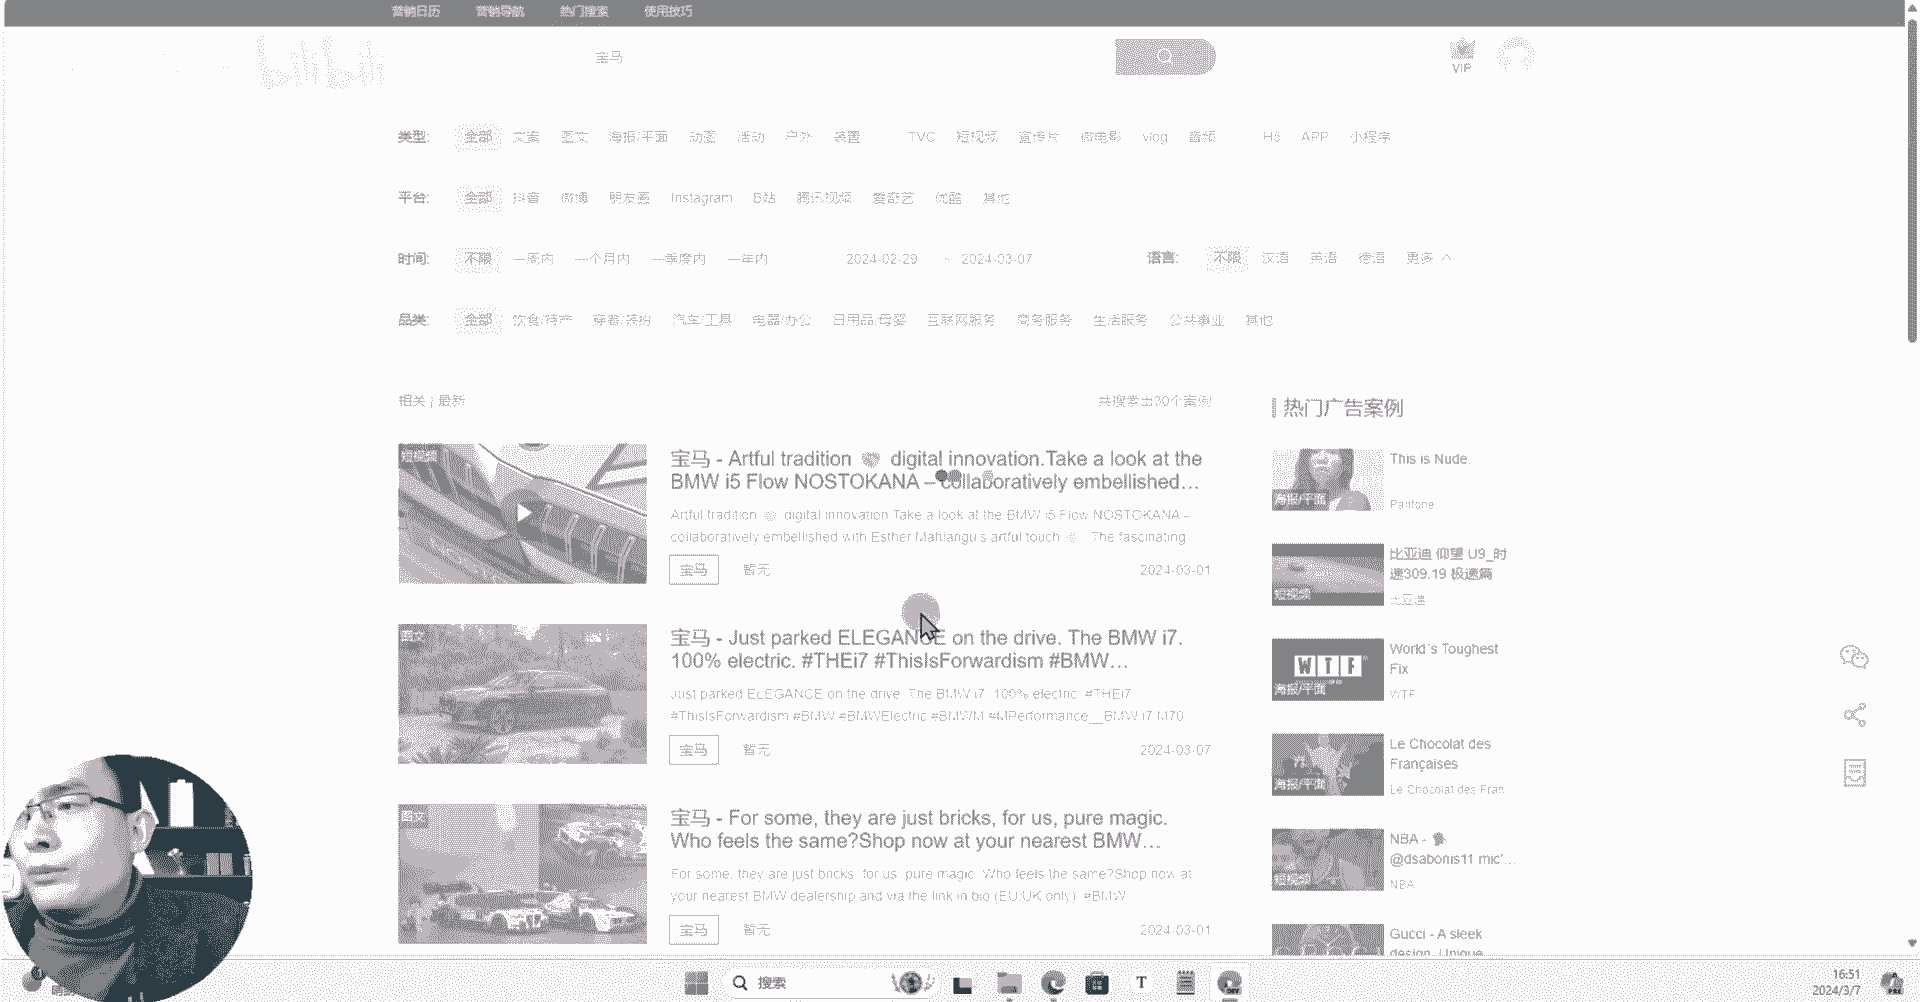 营销日历 营销导航 热门搜索 使用技巧
bilibili 宝马 VIP
类型: 全部 文案 图文 海报/平面 动图 活动 户外 装置 TVC 短视频 宣传片 微电影 vlog 音频 H5 APP 小程序
平台: 全部 抖音 微博 朋友圈 Instagram B站 腾讯视频 爱奇艺 优酷 其他
时间: 不限 一周内 一个月内 一季度内 一年内 2024-02-29 ~ 2024-03-07 语言: 不限 汉语 英语 德语 更多
品类: 全部 饮食/特产 穿着/装扮 汽车/工具 电器/办公 日用品/母婴 互联网服务 商务服务 生活服务 公共事业 其他
相关 | 最新 共搜索出30个案例
短视频
宝马 - Artful tradition digital innovation.Take a look at the
BMW i5 Flow NOSTOKANA – collaboratively embellished...
Artful tradition digital innovation.Take a look at the BMW i5 Flow NOSTOKANA –
collaboratively embellished with Esther Mahlangu's artful touch The fascinating
宝马 暂无 2024-03-01
图文
宝马 - Just parked ELEGANCE on the drive. The BMW i7.
100% electric. #THEi7 #ThisIsForwardism #BMW...
Just parked ELEGANCE on the drive. The BMW i7. 100% electric. #THEi7
#ThisIsForwardism #BMW #BMWElectric #BMWM #MPerformance__BMW i7 M70
宝马 暂无 2024-03-07
图文
宝马 - For some, they are just bricks, for us, pure magic.
Who feels the same?Shop now at your nearest BMW...
For some, they are just bricks, for us, pure magic. Who feels the same?Shop now at
your nearest BMW dealership and via the link in bio (EU/UK only). #BMW
宝马 暂无 2024-03-01
热门广告案例
海报/平面
This is Nude.
Pantone
短视频
比亚迪 仰望 U9_时
速309.19 极速篇
比亚迪
WTF
海报/平面
World's Toughest
Fix
WTF
海报/平面
Le Chocolat des
Françaises
Le Chocolat des Fran
短视频
NBA -
@dsabonis11 mic'...
NBA
Gucci - A sleek
design. Unique
搜索
16:51
2024/3/7